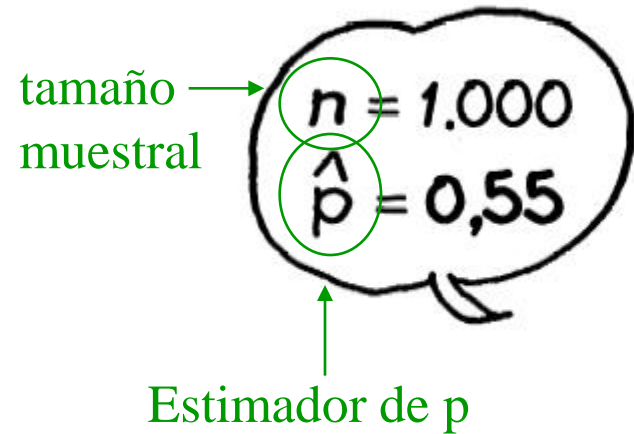 tamaño
muestral
n = 1.000
p̂ = 0,55
Estimador de p